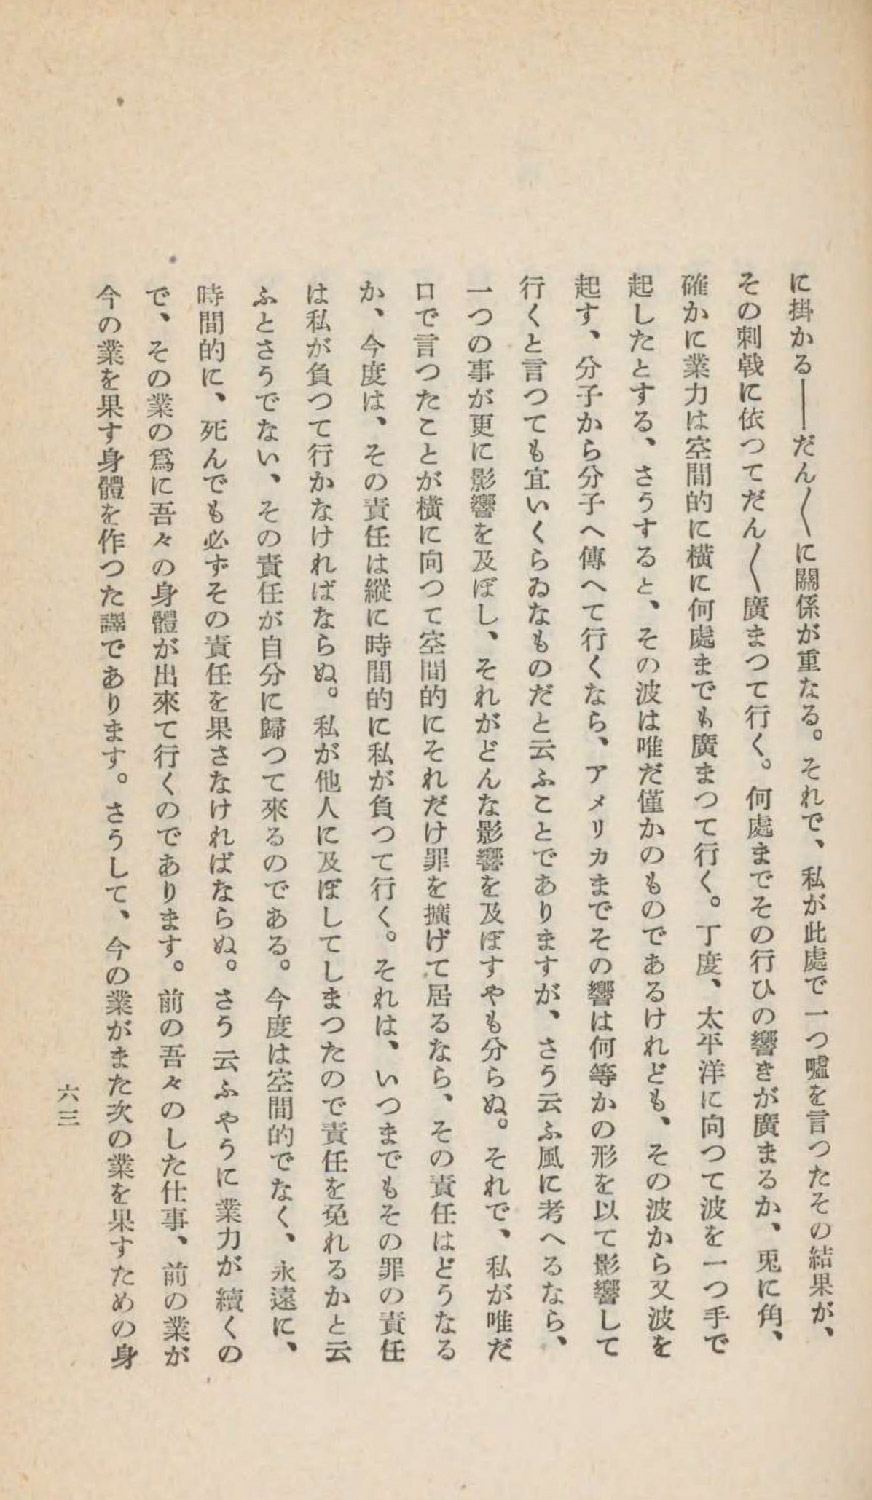 に掛かる――だん〱に關係が重なる。それで、私が此處で一つ嘘を言つたその結果が、
その刺戟に依つてだん〱廣まつて行く。何處までその行ひの響きが廣まるか、兎に角、
確かに業力は空間的に橫に何處までも廣まつて行く。丁度、太平洋に向つて波を一つ手で
起したとする、さうすると、その波は唯だ僅かのものであるけれども、その波から又波を
起す、分子から分子へ傳へて行くなら、アメリカまでその響は何等かの形を以て影響して
行くと言つても宜いくらゐなものだと云ふことでありますが、さう云ふ風に考へるなら、
一つの事が更に影響を及ぼし、それがどんな影響を及ぼすやも分らぬ。それで、私が唯だ
口で言つたことが橫に向つて空間的にそれだけ罪を擴げて居るなら、その責任はどうなる
か、今度は、その責任は縱に時間的に私が負つて行く。それは、いつまでもその罪の責任
は私が負つて行かなければならぬ。私が他人に及ぼしてしまつたので責任を免れるかと云
ふとさうでない、その責任が自分に歸つて來るのである。今度は空間的でなく、永遠に、
時間的に、死んでも必ずその責任を果さなければならぬ。さう云ふやうに業力が續くの
で、その業の爲に吾々の身體が出來て行くのであります。前の吾々のした仕事、前の業が
今の業を果す身體を作つた譯であります。さうして、今の業がまた次の業を果すための身
六三